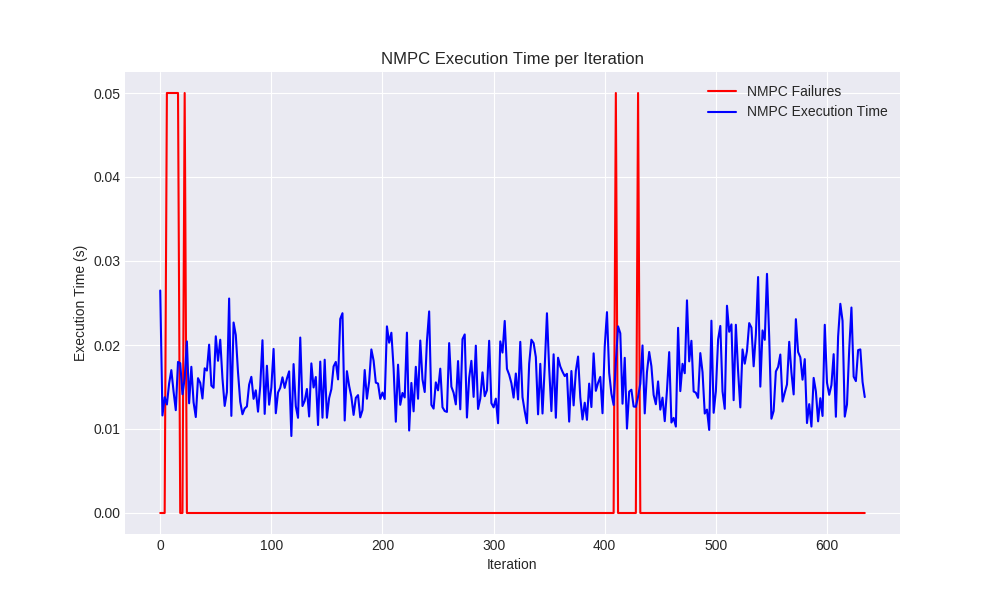 NMPC Execution Time per Iteration
NMPC Failures
NMPC Execution Time
0.05
0.04
0.03
0.02
0.01
0.00
Execution Time (s)
0 100 200 300 400 500 600
Iteration